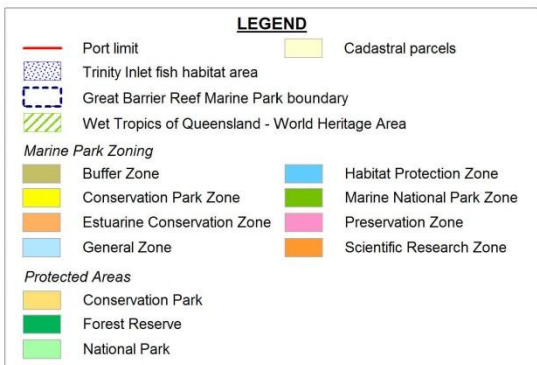 LEGEND
Port limit Cadastral parcels
Trinity Inlet fish habitat area
Great Barrier Reef Marine Park boundary
Wet Tropics of Queensland - World Heritage Area
Marine Park Zoning
Buffer Zone Habitat Protection Zone
Conservation Park Zone Marine National Park Zone
Estuarine Conservation Zone Preservation Zone
General Zone Scientific Research Zone
Protected Areas
Conservation Park
Forest Reserve
National Park